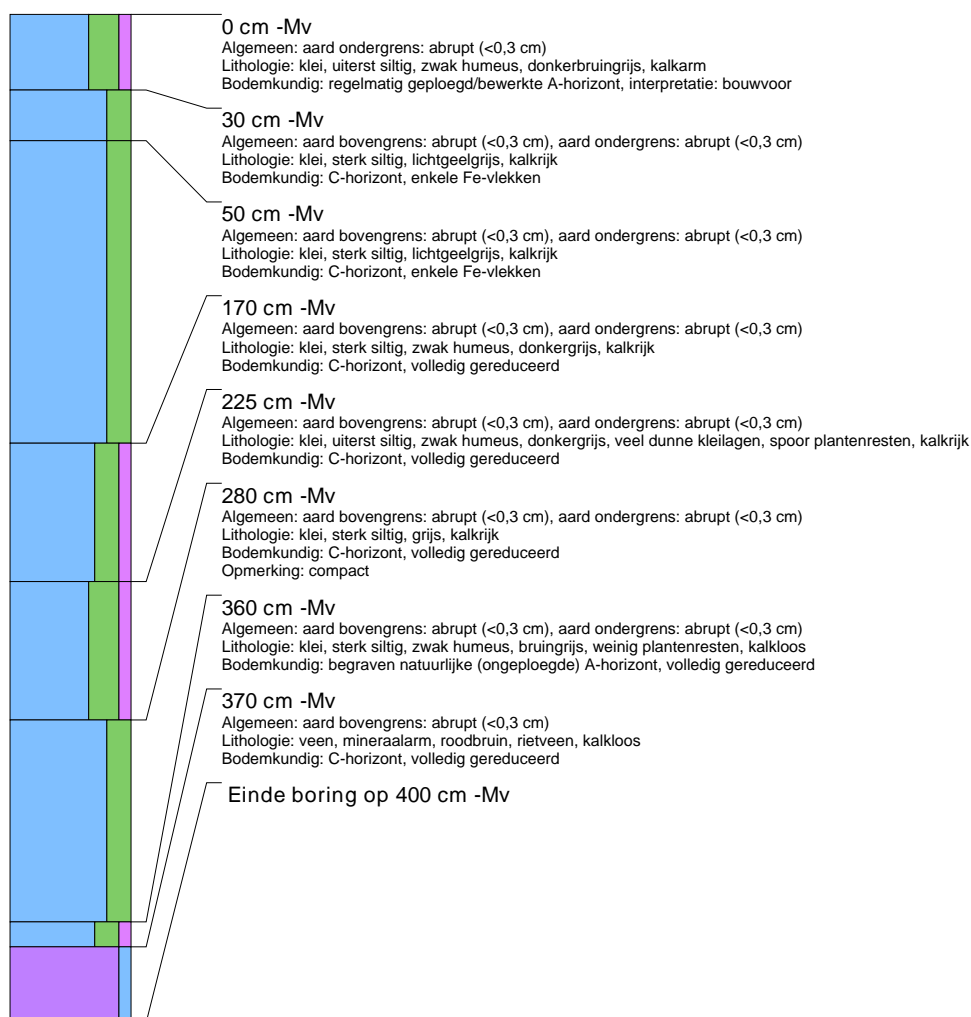 0 cm -Mv
Algemeen: aard ondergrens: abrupt (<0,3 cm)
Lithologie: klei, uiterst siltig, zwak humeus, donkerbruingrijs, kalkarm
Bodemkundig: regelmatig geploegd/bewerkte A-horizont, interpretatie: bouwvoor
30 cm -Mv
Algemeen: aard bovengrens: abrupt (<0,3 cm), aard ondergrens: abrupt (<0,3 cm)
Lithologie: klei, sterk siltig, lichtgeelgrijs, kalkrijk
Bodemkundig: C-horizont, enkele Fe-vlekken
50 cm -Mv
Algemeen: aard bovengrens: abrupt (<0,3 cm), aard ondergrens: abrupt (<0,3 cm)
Lithologie: klei, sterk siltig, lichtgeelgrijs, kalkrijk
Bodemkundig: C-horizont, enkele Fe-vlekken
170 cm -Mv
Algemeen: aard bovengrens: abrupt (<0,3 cm), aard ondergrens: abrupt (<0,3 cm)
Lithologie: klei, sterk siltig, zwak humeus, donkergrijs, kalkrijk
Bodemkundig: C-horizont, volledig gereduceerd
225 cm -Mv
Algemeen: aard bovengrens: abrupt (<0,3 cm), aard ondergrens: abrupt (<0,3 cm)
Lithologie: klei, uiterst siltig, zwak humeus, donkergrijs, veel dunne kleilagen, spoor plantenresten, kalkrijk
Bodemkundig: C-horizont, volledig gereduceerd
280 cm -Mv
Algemeen: aard bovengrens: abrupt (<0,3 cm), aard ondergrens: abrupt (<0,3 cm)
Lithologie: klei, sterk siltig, grijs, kalkrijk
Bodemkundig: C-horizont, volledig gereduceerd
Opmerking: compact
360 cm -Mv
Algemeen: aard bovengrens: abrupt (<0,3 cm), aard ondergrens: abrupt (<0,3 cm)
Lithologie: klei, sterk siltig, zwak humeus, bruingrijs, weinig plantenresten, kalkloos
Bodemkundig: begraven natuurlijke (ongeploegde) A-horizont, volledig gereduceerd
370 cm -Mv
Algemeen: aard bovengrens: abrupt (<0,3 cm)
Lithologie: veen, mineraalarm, roodbruin, rietveen, kalkloos
Bodemkundig: C-horizont, volledig gereduceerd
Einde boring op 400 cm -Mv